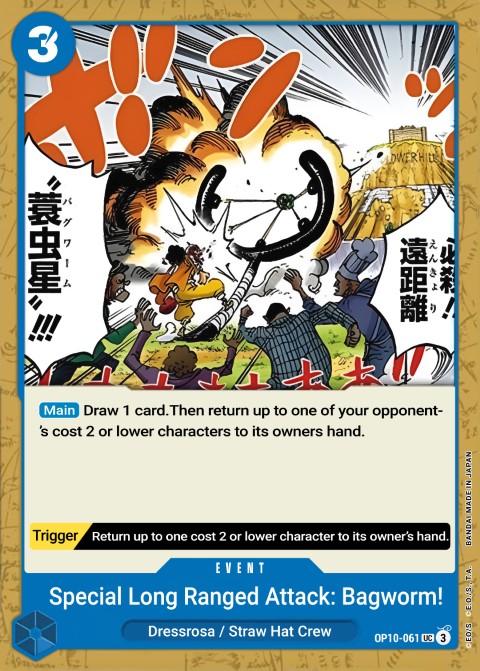 3
ボ
ン
ッ
必殺!!
えんきょり
遠距離
バグワーム
〝蓑虫星〟!!!
Main Draw 1 card.Then return up to one of your opponent-
's cost 2 or lower characters to its owners hand.
Trigger Return up to one cost 2 or lower character to its owner's hand.
EVENT
Special Long Ranged Attack: Bagworm!
Dressrosa / Straw Hat Crew
OP10-061 UC 3
BANDAI MADE IN JAPAN